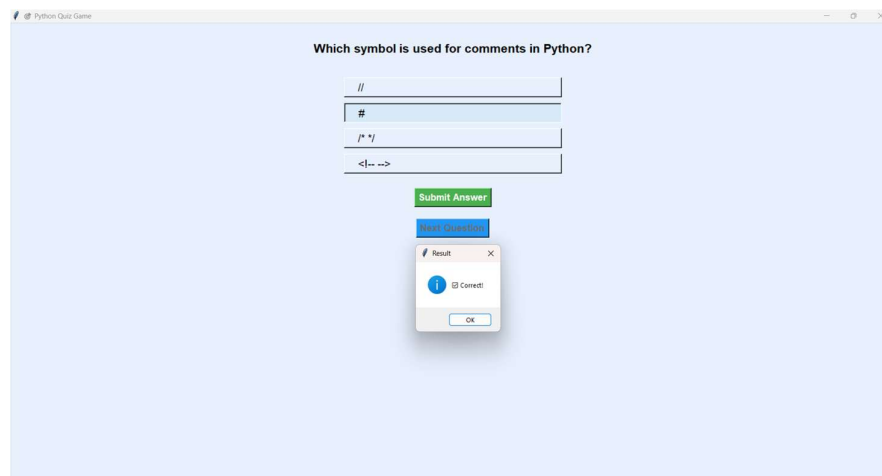 Python Quiz Game
Which symbol is used for comments in Python?
//
#
/* */
<!-- -->
Submit Answer
Next Question
Result
Correct!
OK